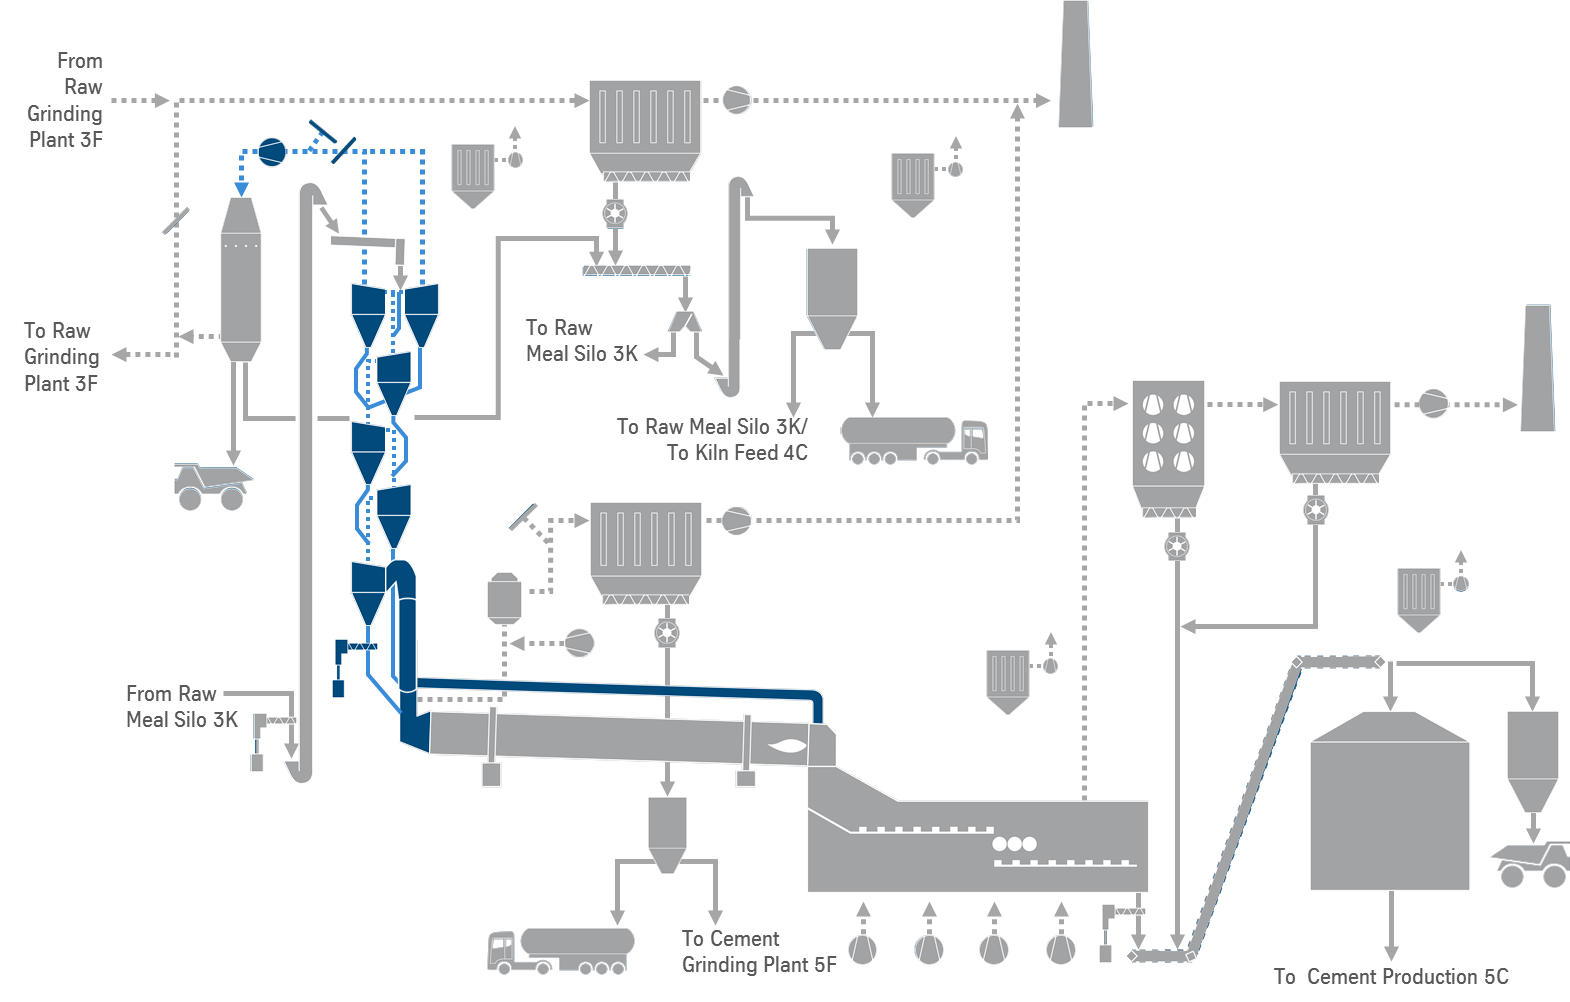 From
Raw
Grinding
Plant 3F
To Raw
Grinding
Plant 3F
To Raw
Meal Silo 3K
To Raw Meal Silo 3K/
To Kiln Feed 4C
From Raw
Meal Silo 3K
To Cement
Grinding Plant 5F
To Cement Production 5C